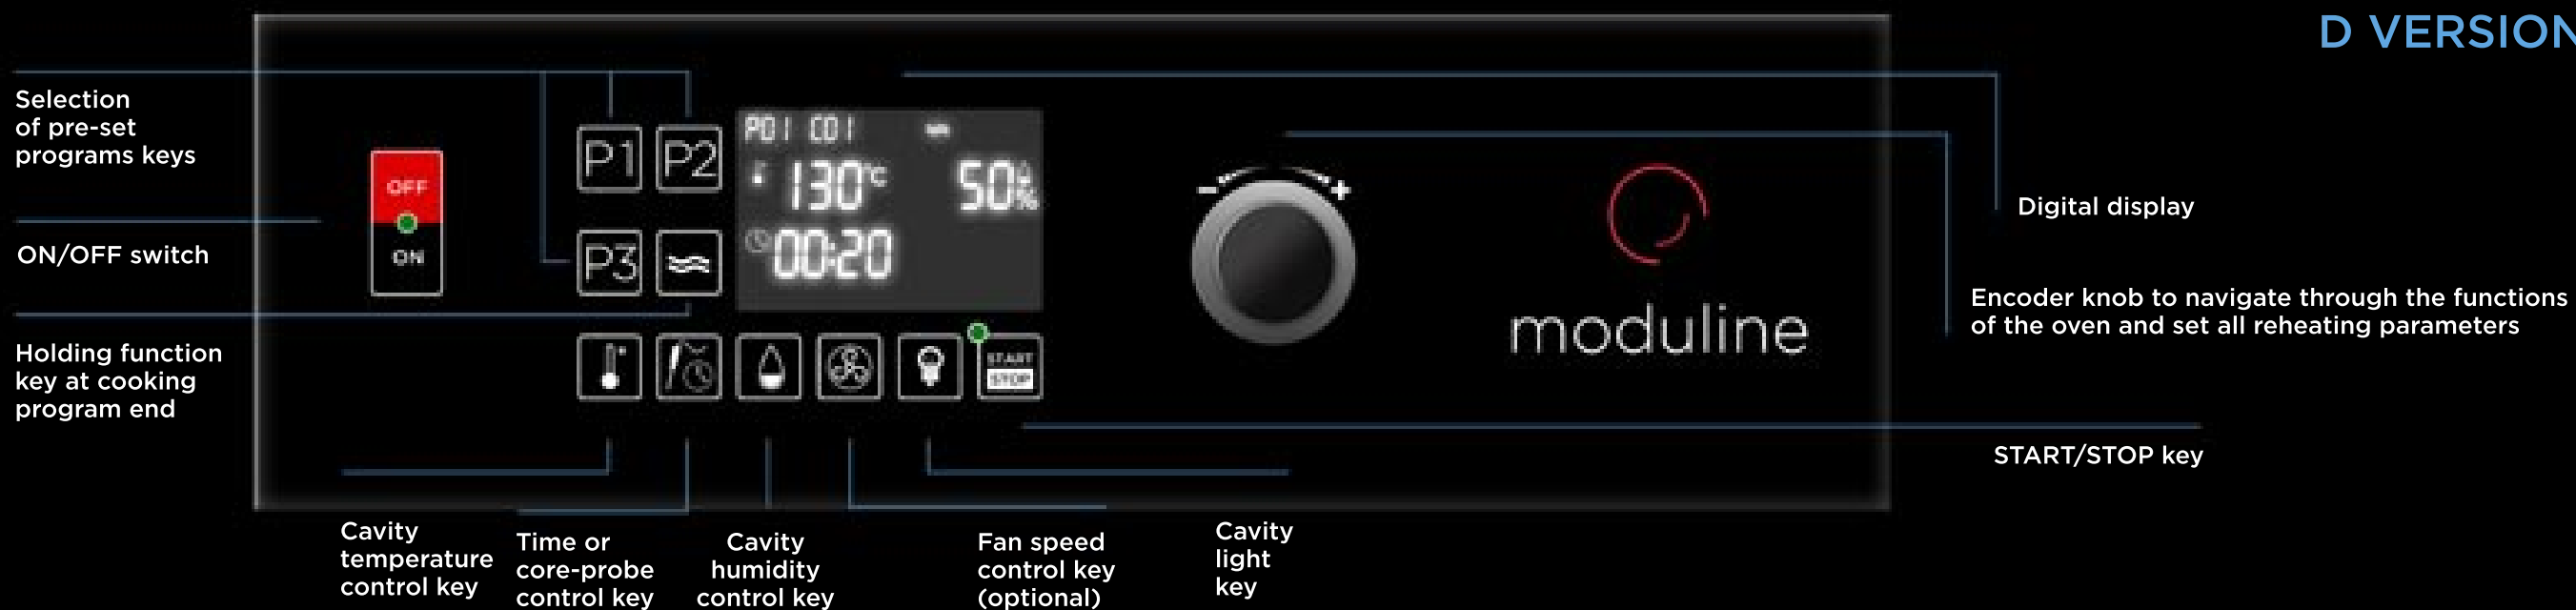 D VERSION
Selection
of pre-set
programs keys
ON/OFF switch
Holding function
key at cooking
program end
OFF
ON
P1
P2
P3
P01 C01
130°C
50%
00:20
START
STOP
moduline
Digital display
Encoder knob to navigate through the functions
of the oven and set all reheating parameters
START/STOP key
Cavity
temperature
control key
Time or
core-probe
control key
Cavity
humidity
control key
Fan speed
control key
(optional)
Cavity
light
key